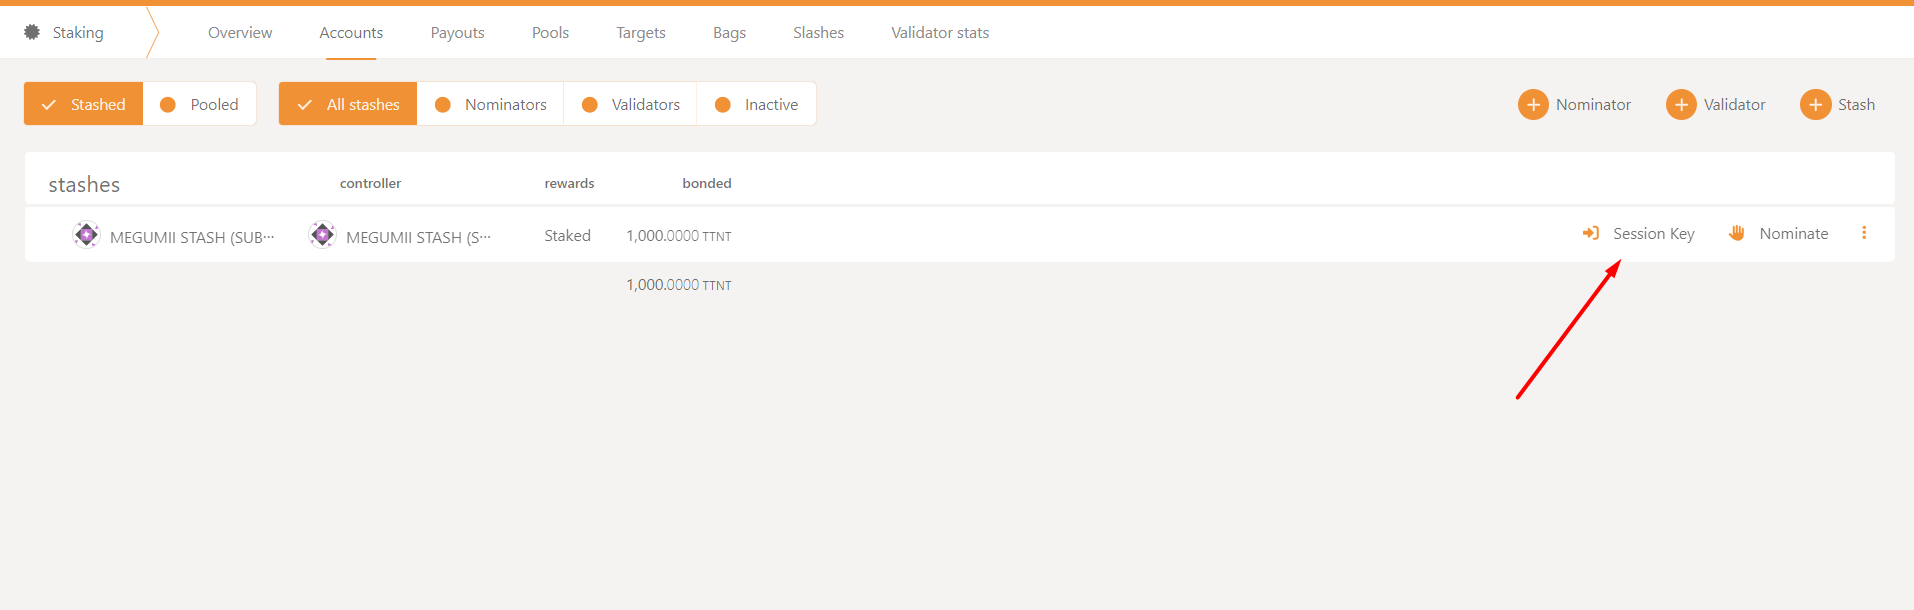 Staking Overview Accounts Payouts Pools Targets Bags Slashes Validator stats
Stashed Pooled All stashes Nominators Validators Inactive Nominator Validator Stash
stashes controller rewards bonded
MEGUMII STASH (SUB… MEGUMII STASH (S… Staked 1,000.0000 TTNT Session Key Nominate
1,000.0000 TTNT